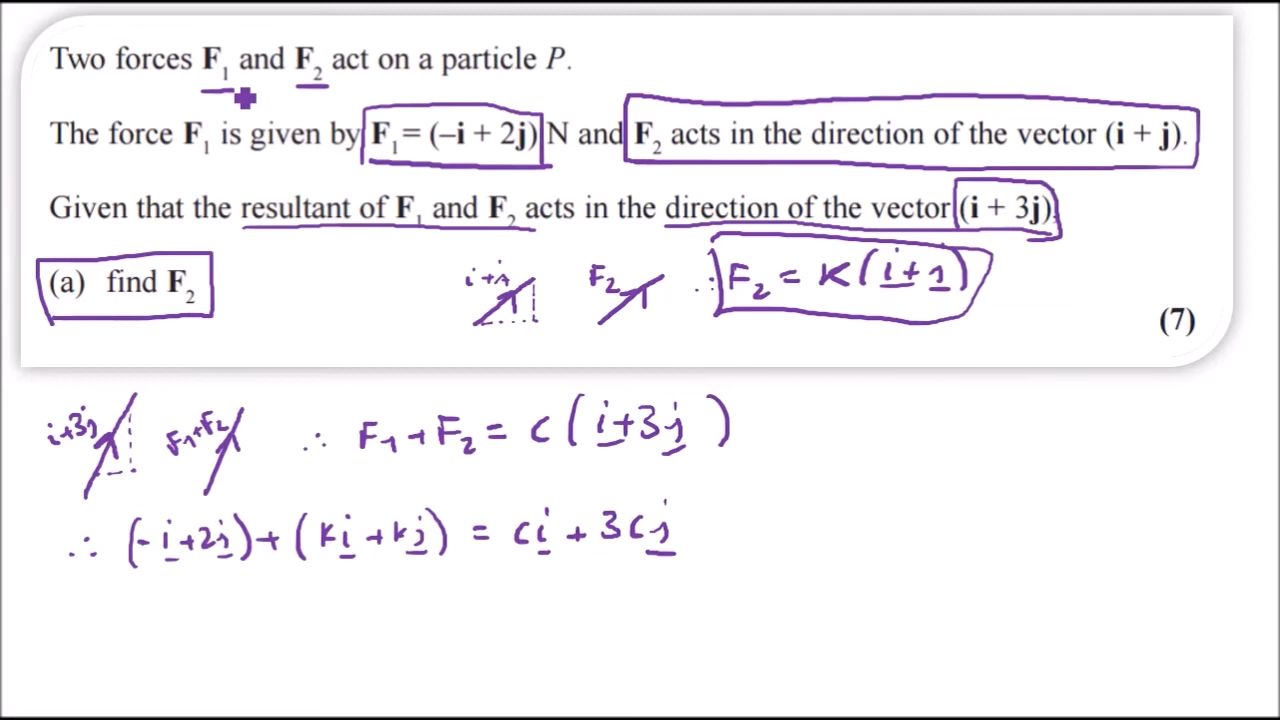 Two forces F₁ and F₂ act on a particle P.
The force F₁ is given by F₁ = (–i + 2j) N and F₂ acts in the direction of the vector (i + j).
Given that the resultant of F₁ and F₂ acts in the direction of the vector (i + 3j),
(a) find F₂
i+j
F₂
∴ F₂ = K(i+j)
(7)
i+3j
F₁+F₂
∴ F₁+F₂ = C(i+3j)
∴ (-i+2j)+(Ki+Kj) = Ci + 3Cj